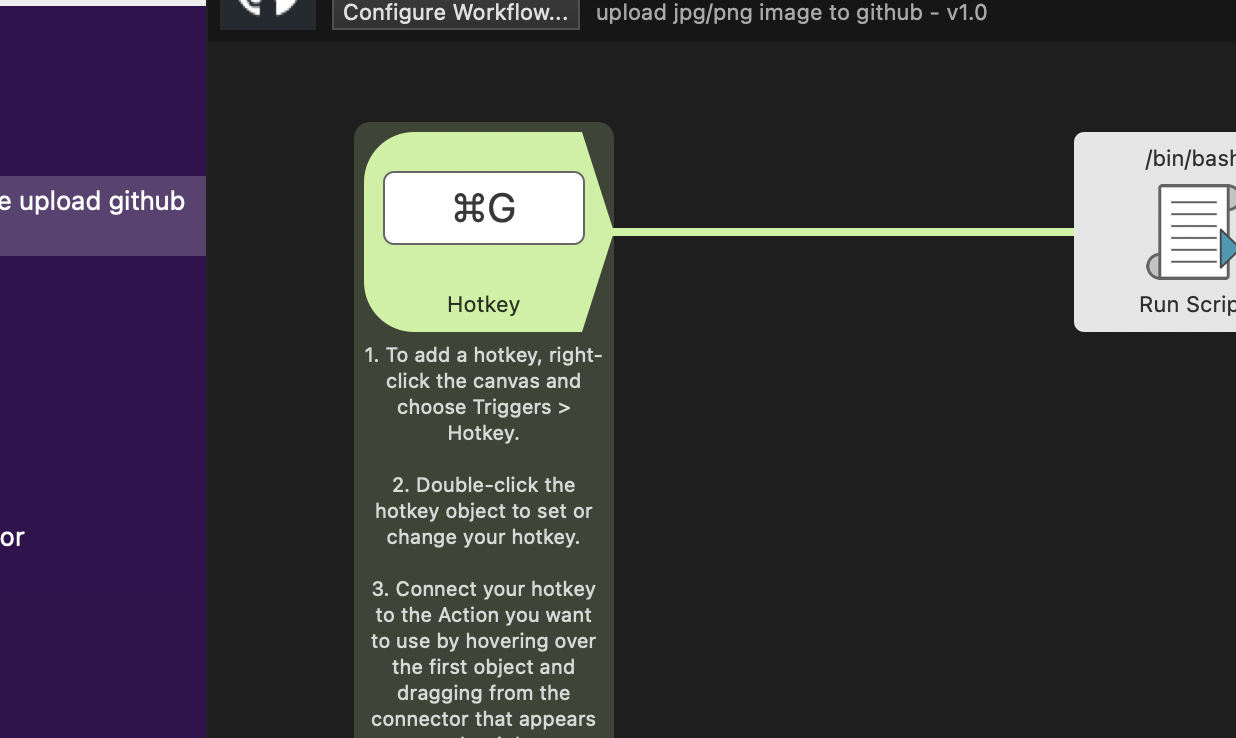 Configure Workflow...
upload jpg/png image to github - v1.0
e upload github
or
⌘G
Hotkey
1. To add a hotkey, right-
click the canvas and
choose Triggers >
Hotkey.
2. Double-click the
hotkey object to set or
change your hotkey.
3. Connect your hotkey
to the Action you want
to use by hovering over
the first object and
dragging from the
connector that appears
/bin/bash
Run Scrip